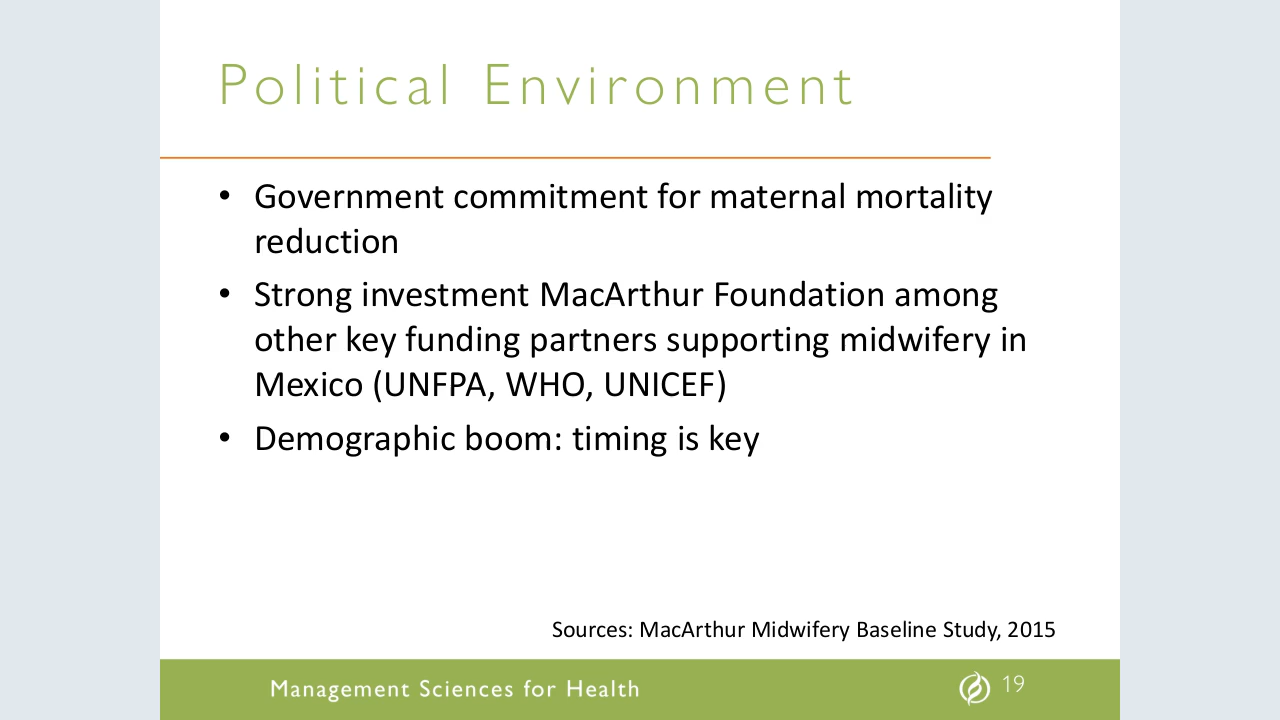 Political Environment
• Government commitment for maternal mortality
reduction
• Strong investment MacArthur Foundation among
other key funding partners supporting midwifery in
Mexico (UNFPA, WHO, UNICEF)
• Demographic boom: timing is key
Sources: MacArthur Midwifery Baseline Study, 2015
Management Sciences for Health
19